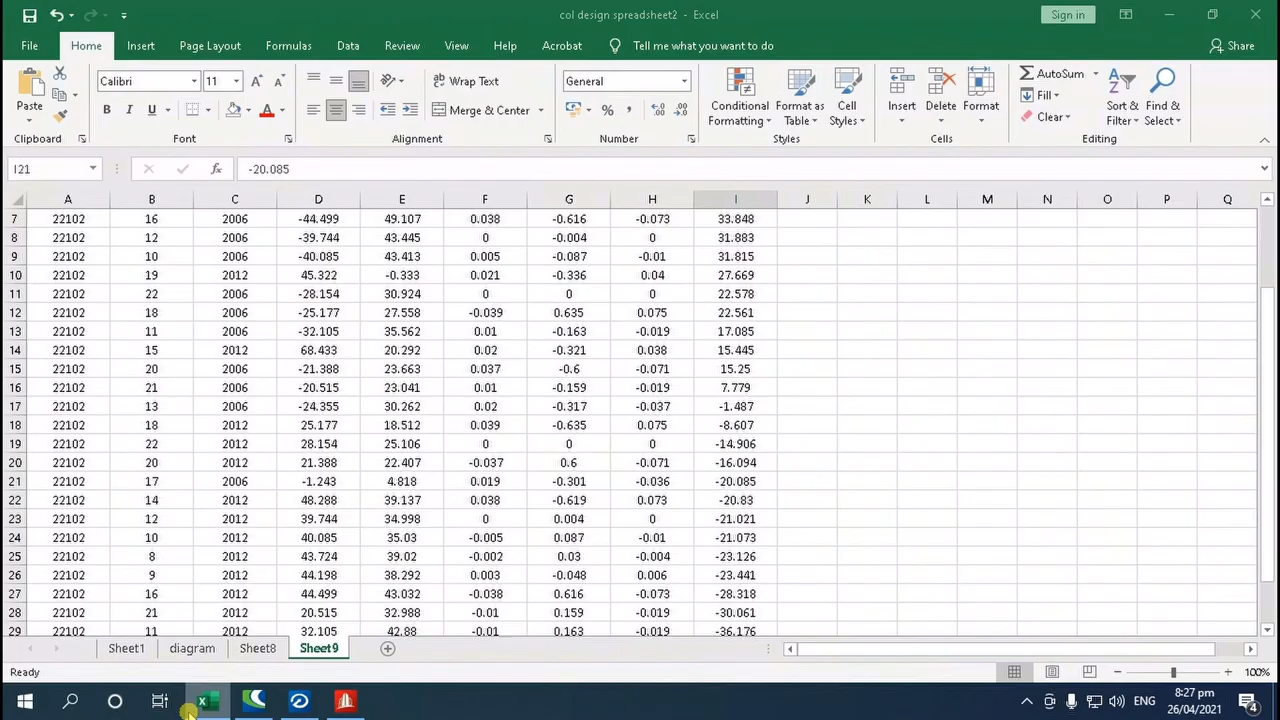 col design spreadsheet2 - Excel
Sign in
File Home Insert Page Layout Formulas Data Review View Help Acrobat Tell me what you want to do Share
Paste
Calibri 11
B I U
Wrap Text
Merge & Center
General
Conditional Formatting
Format as Table
Cell Styles
Insert
Delete
Format
AutoSum
Fill
Clear
Sort & Filter
Find & Select
Clipboard Font Alignment Number Styles Cells Editing
I21 fx -20.085
A B C D E F G H I J K L M N O P Q
7 22102 16 2006 -44.499 49.107 0.038 -0.616 -0.073 33.848
8 22102 12 2006 -39.744 43.445 0 -0.004 0 31.883
9 22102 10 2006 -40.085 43.413 0.005 -0.087 -0.01 31.815
10 22102 19 2012 45.322 -0.333 0.021 -0.336 0.04 27.669
11 22102 22 2006 -28.154 30.924 0 0 0 22.578
12 22102 18 2006 -25.177 27.558 -0.039 0.635 0.075 22.561
13 22102 11 2006 -32.105 35.562 0.01 -0.163 -0.019 17.085
14 22102 15 2012 68.433 20.292 0.02 -0.321 0.038 15.445
15 22102 20 2006 -21.388 23.663 0.037 -0.6 -0.071 15.25
16 22102 21 2006 -20.515 23.041 0.01 -0.159 -0.019 7.779
17 22102 13 2006 -24.355 30.262 0.02 -0.317 -0.037 -1.487
18 22102 18 2012 25.177 18.512 0.039 -0.635 0.075 -8.607
19 22102 22 2012 28.154 25.106 0 0 0 -14.906
20 22102 20 2012 21.388 22.407 -0.037 0.6 -0.071 -16.094
21 22102 17 2006 -1.243 4.818 0.019 -0.301 -0.036 -20.085
22 22102 14 2012 48.288 39.137 0.038 -0.619 0.073 -20.83
23 22102 12 2012 39.744 34.998 0 0.004 0 -21.021
24 22102 10 2012 40.085 35.03 -0.005 0.087 -0.01 -21.073
25 22102 8 2012 43.724 39.02 -0.002 0.03 -0.004 -23.126
26 22102 9 2012 44.198 38.292 0.003 -0.048 0.006 -23.441
27 22102 16 2012 44.499 43.032 -0.038 0.616 -0.073 -28.318
28 22102 21 2012 20.515 32.988 -0.01 0.159 -0.019 -30.061
29 22102 11 2012 32.105 42.88 -0.01 0.163 -0.019 -36.176
Sheet1 diagram Sheet8 Sheet9
Ready 100%
ENG
8:27 pm
26/04/2021
4